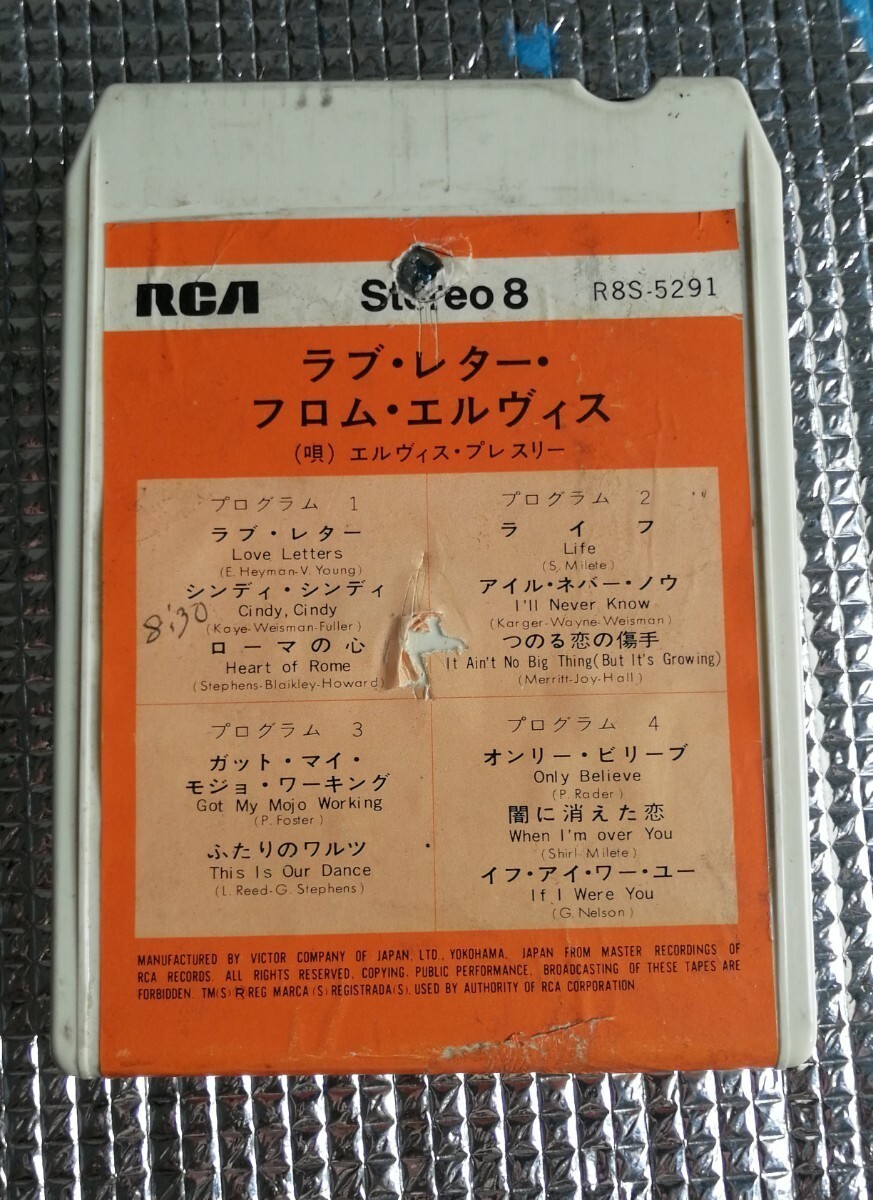 RCA Stereo 8 R8S-5291
ラブ・レター・
フロム・エルヴィス
(唄) エルヴィス・プレスリー
プログラム 1
ラブ・レター
Love Letters
(E. Heyman-V. Young)
シンディ・シンディ
Cindy, Cindy
(Kaye-Weisman-Fuller)
8:30
ローマの心
Heart of Rome
(Stephens-Blaikley-Howard)
プログラム 2
ライフ
Life
(S. Milete)
アイル・ネバー・ノウ
I'll Never Know
(Karger-Wayne-Weisman)
つのる恋の傷手
It Ain't No Big Thing(But It's Growing)
(Merritt-Joy-Hall)
プログラム 3
ガット・マイ・
モジョ・ワーキング
Got My Mojo Working
(P. Foster)
ふたりのワルツ
This Is Our Dance
(L. Reed-G. Stephens)
プログラム 4
オンリー・ビリーブ
Only Believe
(P. Rader)
闇に消えた恋
When I'm over You
(Shirl Milete)
イフ・アイ・ワー・ユー
If I Were You
(G. Nelson)
MANUFACTURED BY VICTOR COMPANY OF JAPAN, LTD., YOKOHAMA, JAPAN FROM MASTER RECORDINGS OF
RCA RECORDS. ALL RIGHTS RESERVED, COPYING, PUBLIC PERFORMANCE, BROADCASTING OF THESE TAPES ARE
FORBIDDEN. TM(S) R REG MARCA(S) REGISTRADA(S). USED BY AUTHORITY OF RCA CORPORATION